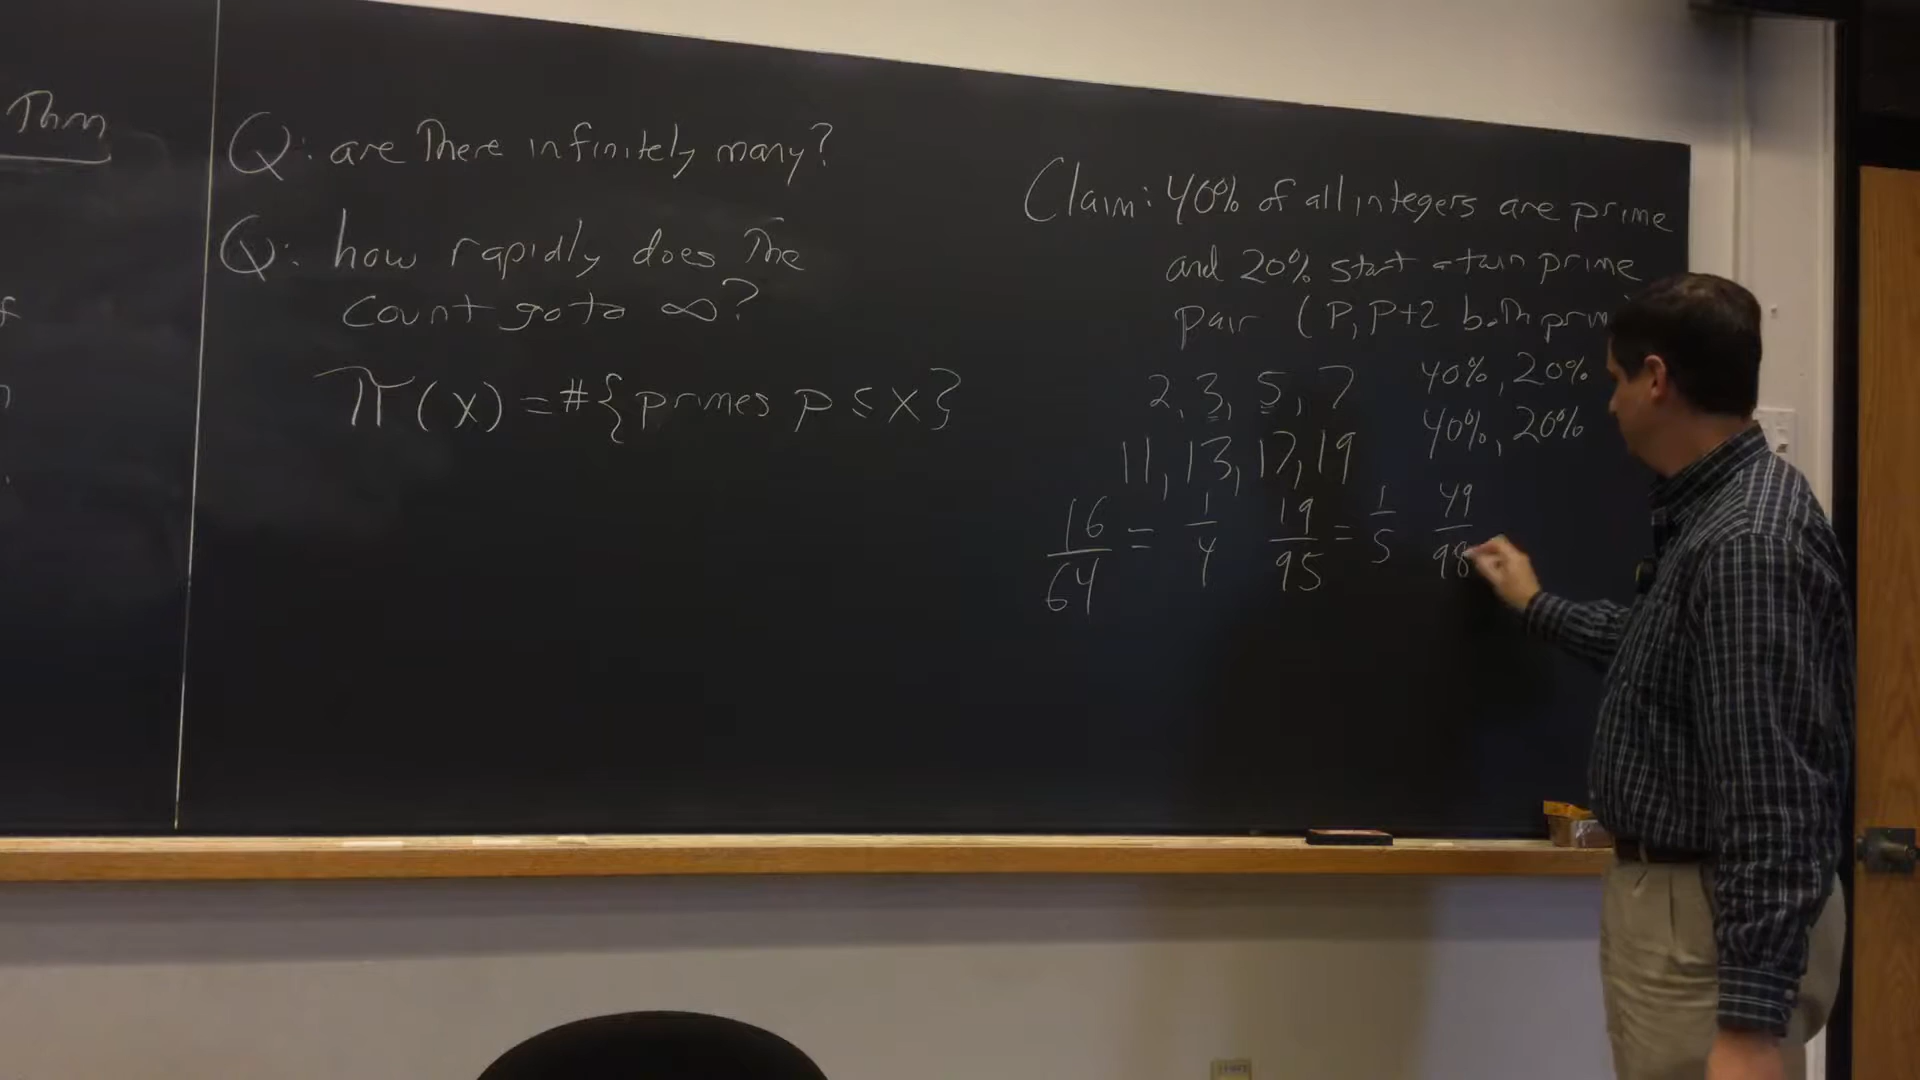 Thm
Q: are There infinitely many?
Q: how rapidly does The
count go to ∞?
π(x) = #{primes p ≤ x}
Claim: 40% of all integers are prime
and 20% start a twin prime
pair (P, P+2 both prim
2, 3, 5, 7 40%, 20%
11, 13, 17, 19 40%, 20%
16/64 = 1/4 19/95 = 1/5 49/98